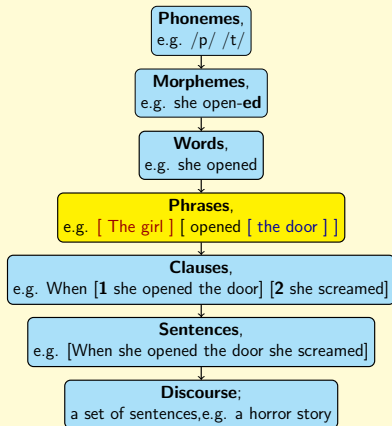 Phonemes,
e.g. /p/ /t/
Morphemes,
e.g. she open-ed
Words,
e.g. she opened
Phrases,
e.g. [ The girl ] [ opened [ the door ] ]
Clauses,
e.g. When [1 she opened the door] [2 she screamed]
Sentences,
e.g. [When she opened the door she screamed]
Discourse;
a set of sentences,e.g. a horror story